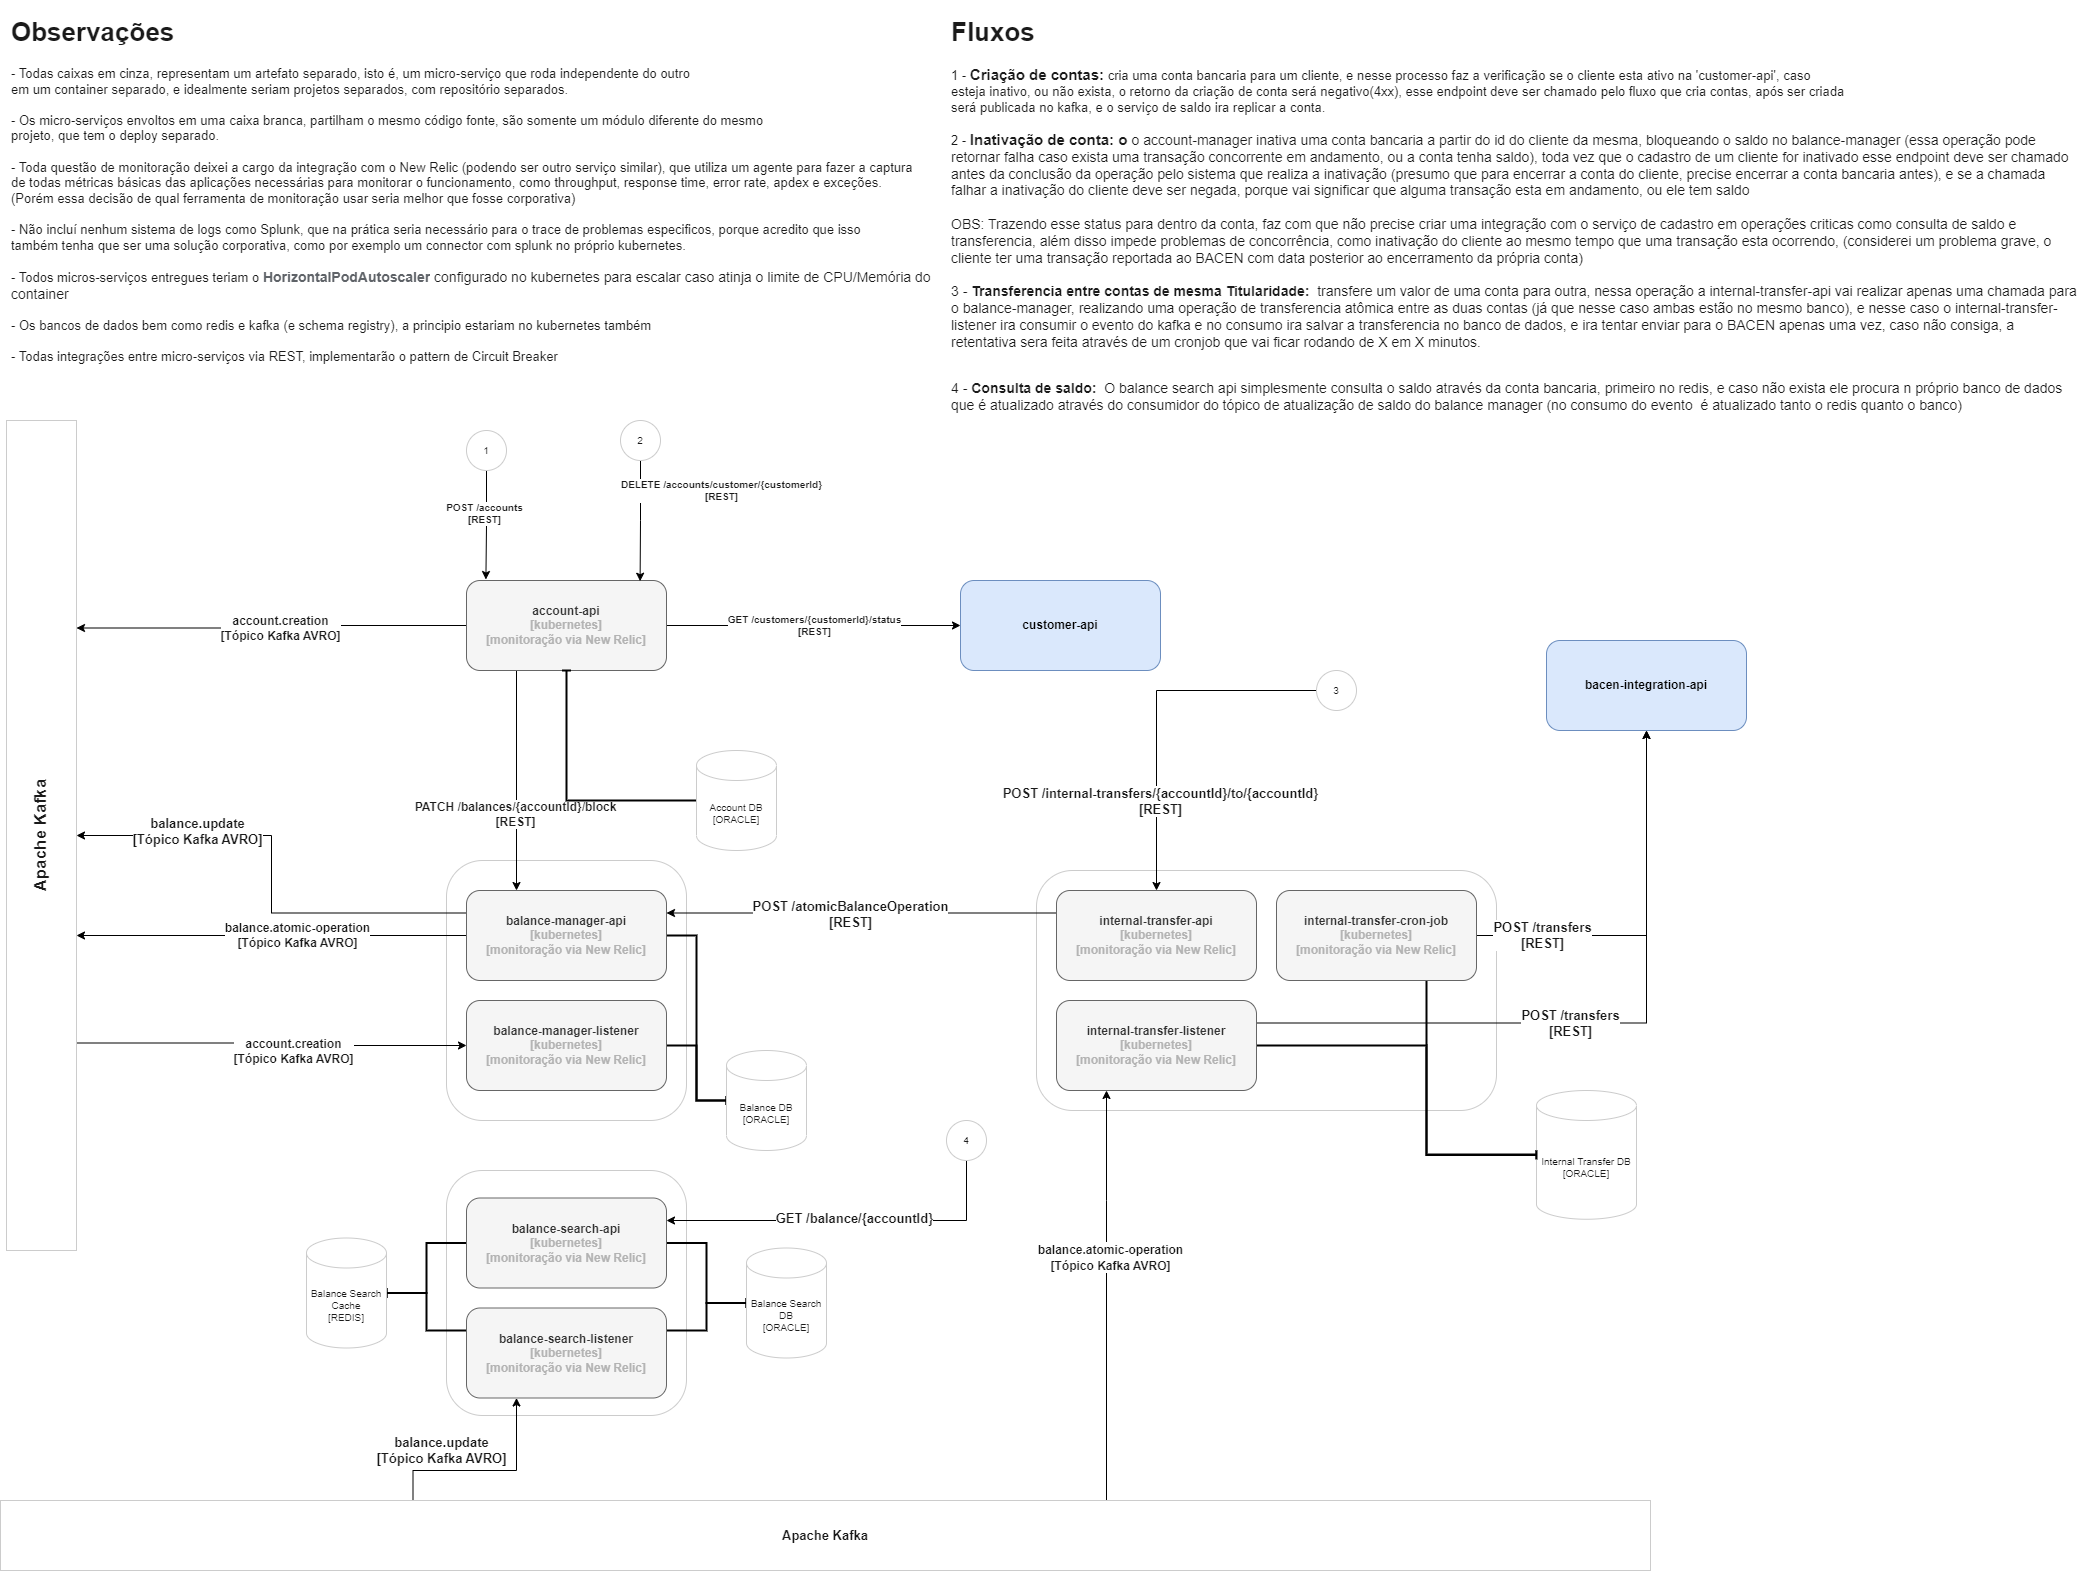 Observações
- Todas caixas em cinza, representam um artefato separado, isto é, um micro-serviço que roda independente do outro
em um container separado, e idealmente seriam projetos separados, com repositório separados.
- Os micro-serviços envoltos em uma caixa branca, partilham o mesmo código fonte, são somente um módulo diferente do mesmo
projeto, que tem o deploy separado.
- Toda questão de monitoração deixei a cargo da integração com o New Relic (podendo ser outro serviço similar), que utiliza um agente para fazer a captura
de todas métricas básicas das aplicações necessárias para monitorar o funcionamento, como throughput, response time, error rate, apdex e exceções.
(Porém essa decisão de qual ferramenta de monitoração usar seria melhor que fosse corporativa)
- Não incluí nenhum sistema de logs como Splunk, que na prática seria necessário para o trace de problemas especificos, porque acredito que isso
também tenha que ser uma solução corporativa, como por exemplo um connector com splunk no próprio kubernetes.
- Todos micros-serviços entregues teriam o HorizontalPodAutoscaler configurado no kubernetes para escalar caso atinja o limite de CPU/Memória do
container
- Os bancos de dados bem como redis e kafka (e schema registry), a principio estariam no kubernetes também
- Todas integrações entre micro-serviços via REST, implementarão o pattern de Circuit Breaker
Fluxos
1 - Criação de contas: cria uma conta bancaria para um cliente, e nesse processo faz a verificação se o cliente esta ativo na 'customer-api', caso
esteja inativo, ou não exista, o retorno da criação de conta será negativo(4xx), esse endpoint deve ser chamado pelo fluxo que cria contas, após ser criada
será publicada no kafka, e o serviço de saldo ira replicar a conta.
2 - Inativação de conta: o o account-manager inativa uma conta bancaria a partir do id do cliente da mesma, bloqueando o saldo no balance-manager (essa operação pode
retornar falha caso exista uma transação concorrente em andamento, ou a conta tenha saldo), toda vez que o cadastro de um cliente for inativado esse endpoint deve ser chamado
antes da conclusão da operação pelo sistema que realiza a inativação (presumo que para encerrar a conta do cliente, precise encerrar a conta bancaria antes), e se a chamada
falhar a inativação do cliente deve ser negada, porque vai significar que alguma transação esta em andamento, ou ele tem saldo
OBS: Trazendo esse status para dentro da conta, faz com que não precise criar uma integração com o serviço de cadastro em operações criticas como consulta de saldo e
transferencia, além disso impede problemas de concorrência, como inativação do cliente ao mesmo tempo que uma transação esta ocorrendo, (considerei um problema grave, o
cliente ter uma transação reportada ao BACEN com data posterior ao encerramento da própria conta)
3 - Transferencia entre contas de mesma Titularidade: transfere um valor de uma conta para outra, nessa operação a internal-transfer-api vai realizar apenas uma chamada para
o balance-manager, realizando uma operação de transferencia atômica entre as duas contas (já que nesse caso ambas estão no mesmo banco), e nesse caso o internal-transfer-
listener ira consumir o evento do kafka e no consumo ira salvar a transferencia no banco de dados, e ira tentar enviar para o BACEN apenas uma vez, caso não consiga, a
retentativa sera feita através de um cronjob que vai ficar rodando de X em X minutos.
4 - Consulta de saldo: O balance search api simplesmente consulta o saldo através da conta bancaria, primeiro no redis, e caso não exista ele procura n próprio banco de dados
que é atualizado através do consumidor do tópico de atualização de saldo do balance manager (no consumo do evento é atualizado tanto o redis quanto o banco)
Apache Kafka
1
2
POST /accounts
[REST]
DELETE /accounts/customer/{customerId}
[REST]
account.creation
[Tópico Kafka AVRO]
account-api
[kubernetes]
[monitoração via New Relic]
GET /customers/{customerId}/status
[REST]
customer-api
bacen-integration-api
3
PATCH /balances/{accountId}/block
[REST]
Account DB
[ORACLE]
POST /internal-transfers/{accountId}/to/{accountId}
[REST]
balance.update
[Tópico Kafka AVRO]
balance.atomic-operation
[Tópico Kafka AVRO]
balance-manager-api
[kubernetes]
[monitoração via New Relic]
POST /atomicBalanceOperation
[REST]
internal-transfer-api
[kubernetes]
[monitoração via New Relic]
internal-transfer-cron-job
[kubernetes]
[monitoração via New Relic]
POST /transfers
[REST]
account.creation
[Tópico Kafka AVRO]
balance-manager-listener
[kubernetes]
[monitoração via New Relic]
internal-transfer-listener
[kubernetes]
[monitoração via New Relic]
POST /transfers
[REST]
Balance DB
[ORACLE]
Internal Transfer DB
[ORACLE]
4
GET /balance/{accountId}
balance-search-api
[kubernetes]
[monitoração via New Relic]
Balance Search
Cache
[REDIS]
Balance Search
DB
[ORACLE]
balance-search-listener
[kubernetes]
[monitoração via New Relic]
balance.atomic-operation
[Tópico Kafka AVRO]
balance.update
[Tópico Kafka AVRO]
Apache Kafka